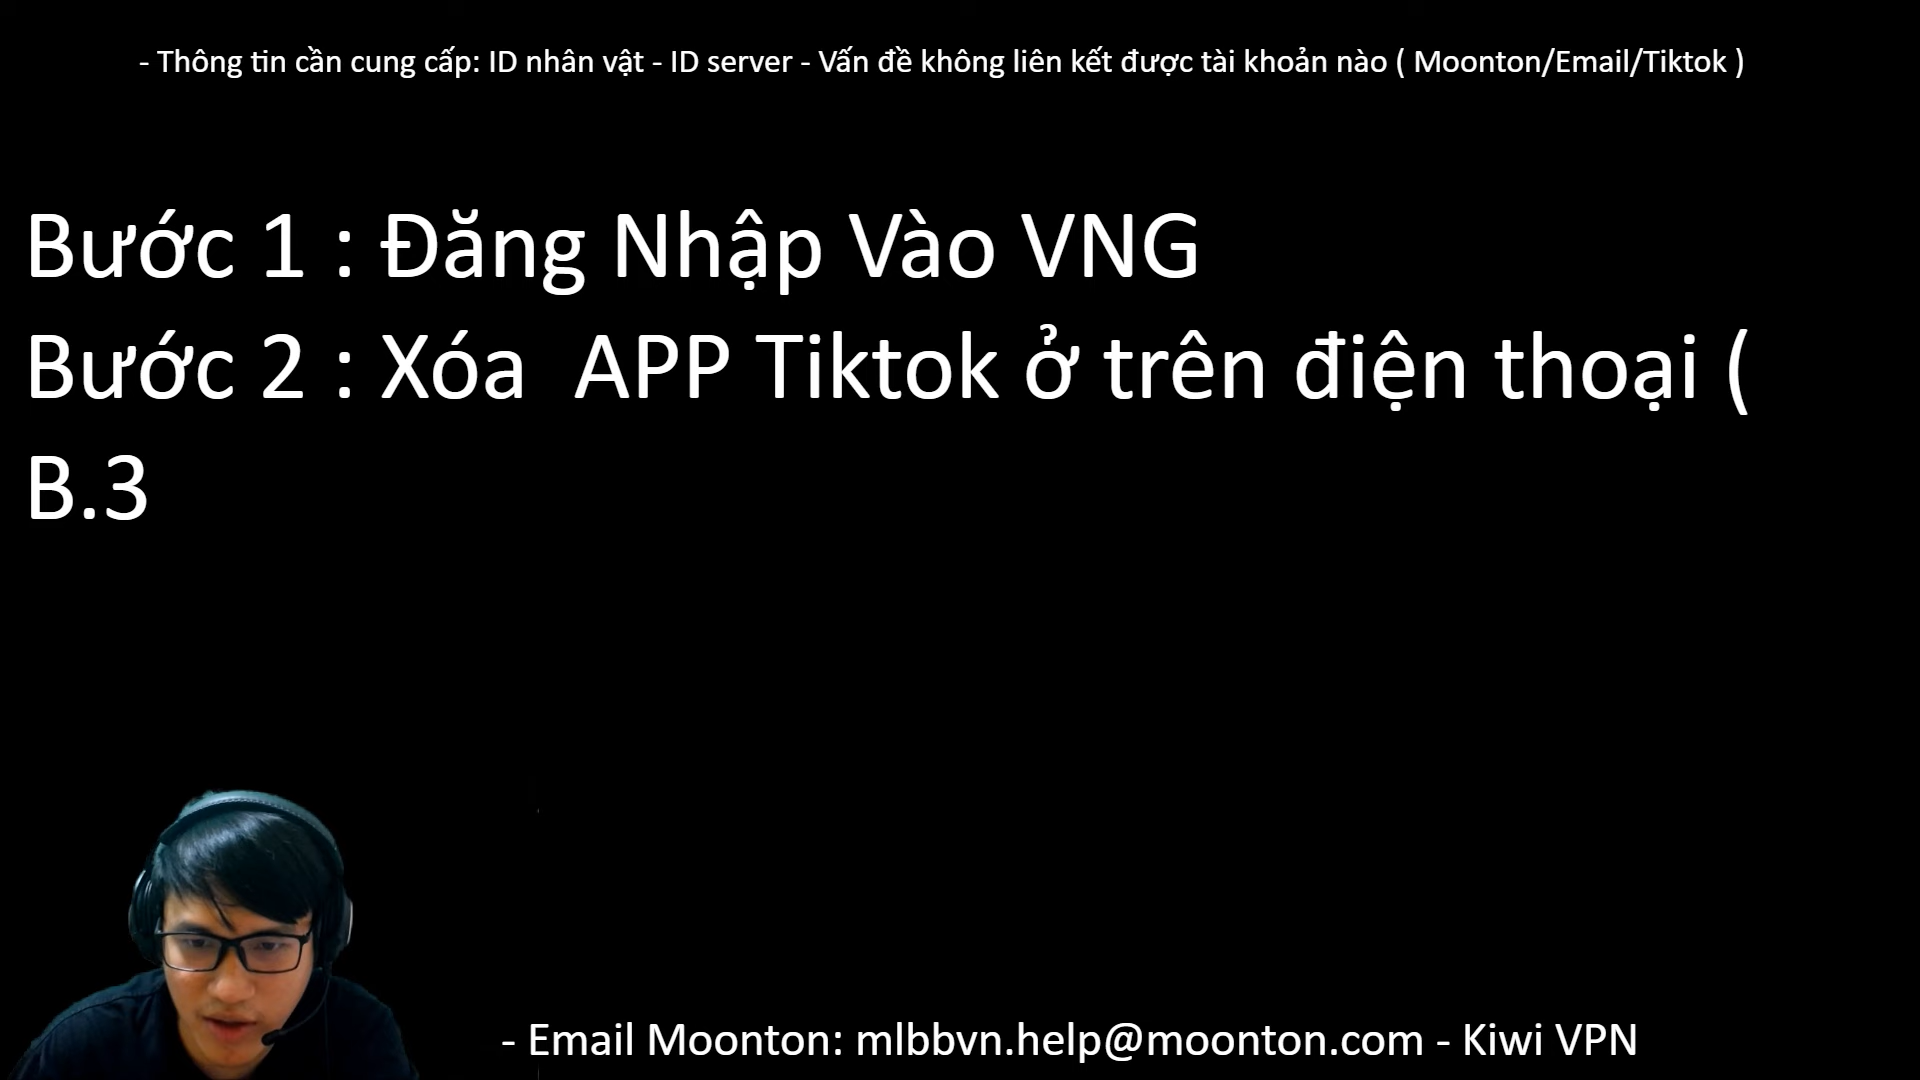 - Thông tin cần cung cấp: ID nhân vật - ID server - Vấn đề không liên kết được tài khoản nào ( Moonton/Email/Tiktok )
Bước 1 : Đăng Nhập Vào VNG
Bước 2 : Xóa  APP Tiktok ở trên điện thoại (
B.3
- Email Moonton: mlbbvn.help@moonton.com - Kiwi VPN